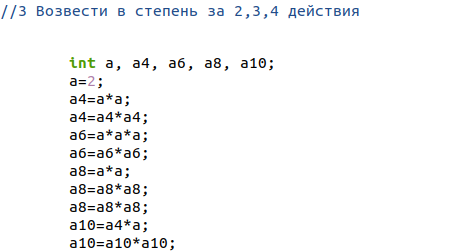 //3 Возвести в степень за 2,3,4 действия
int a, a4, a6, a8, a10;
a=2;
a4=a*a;
a4=a4*a4;
a6=a*a*a;
a6=a6*a6;
a8=a*a;
a8=a8*a8;
a8=a8*a8;
a10=a4*a;
a10=a10*a10;